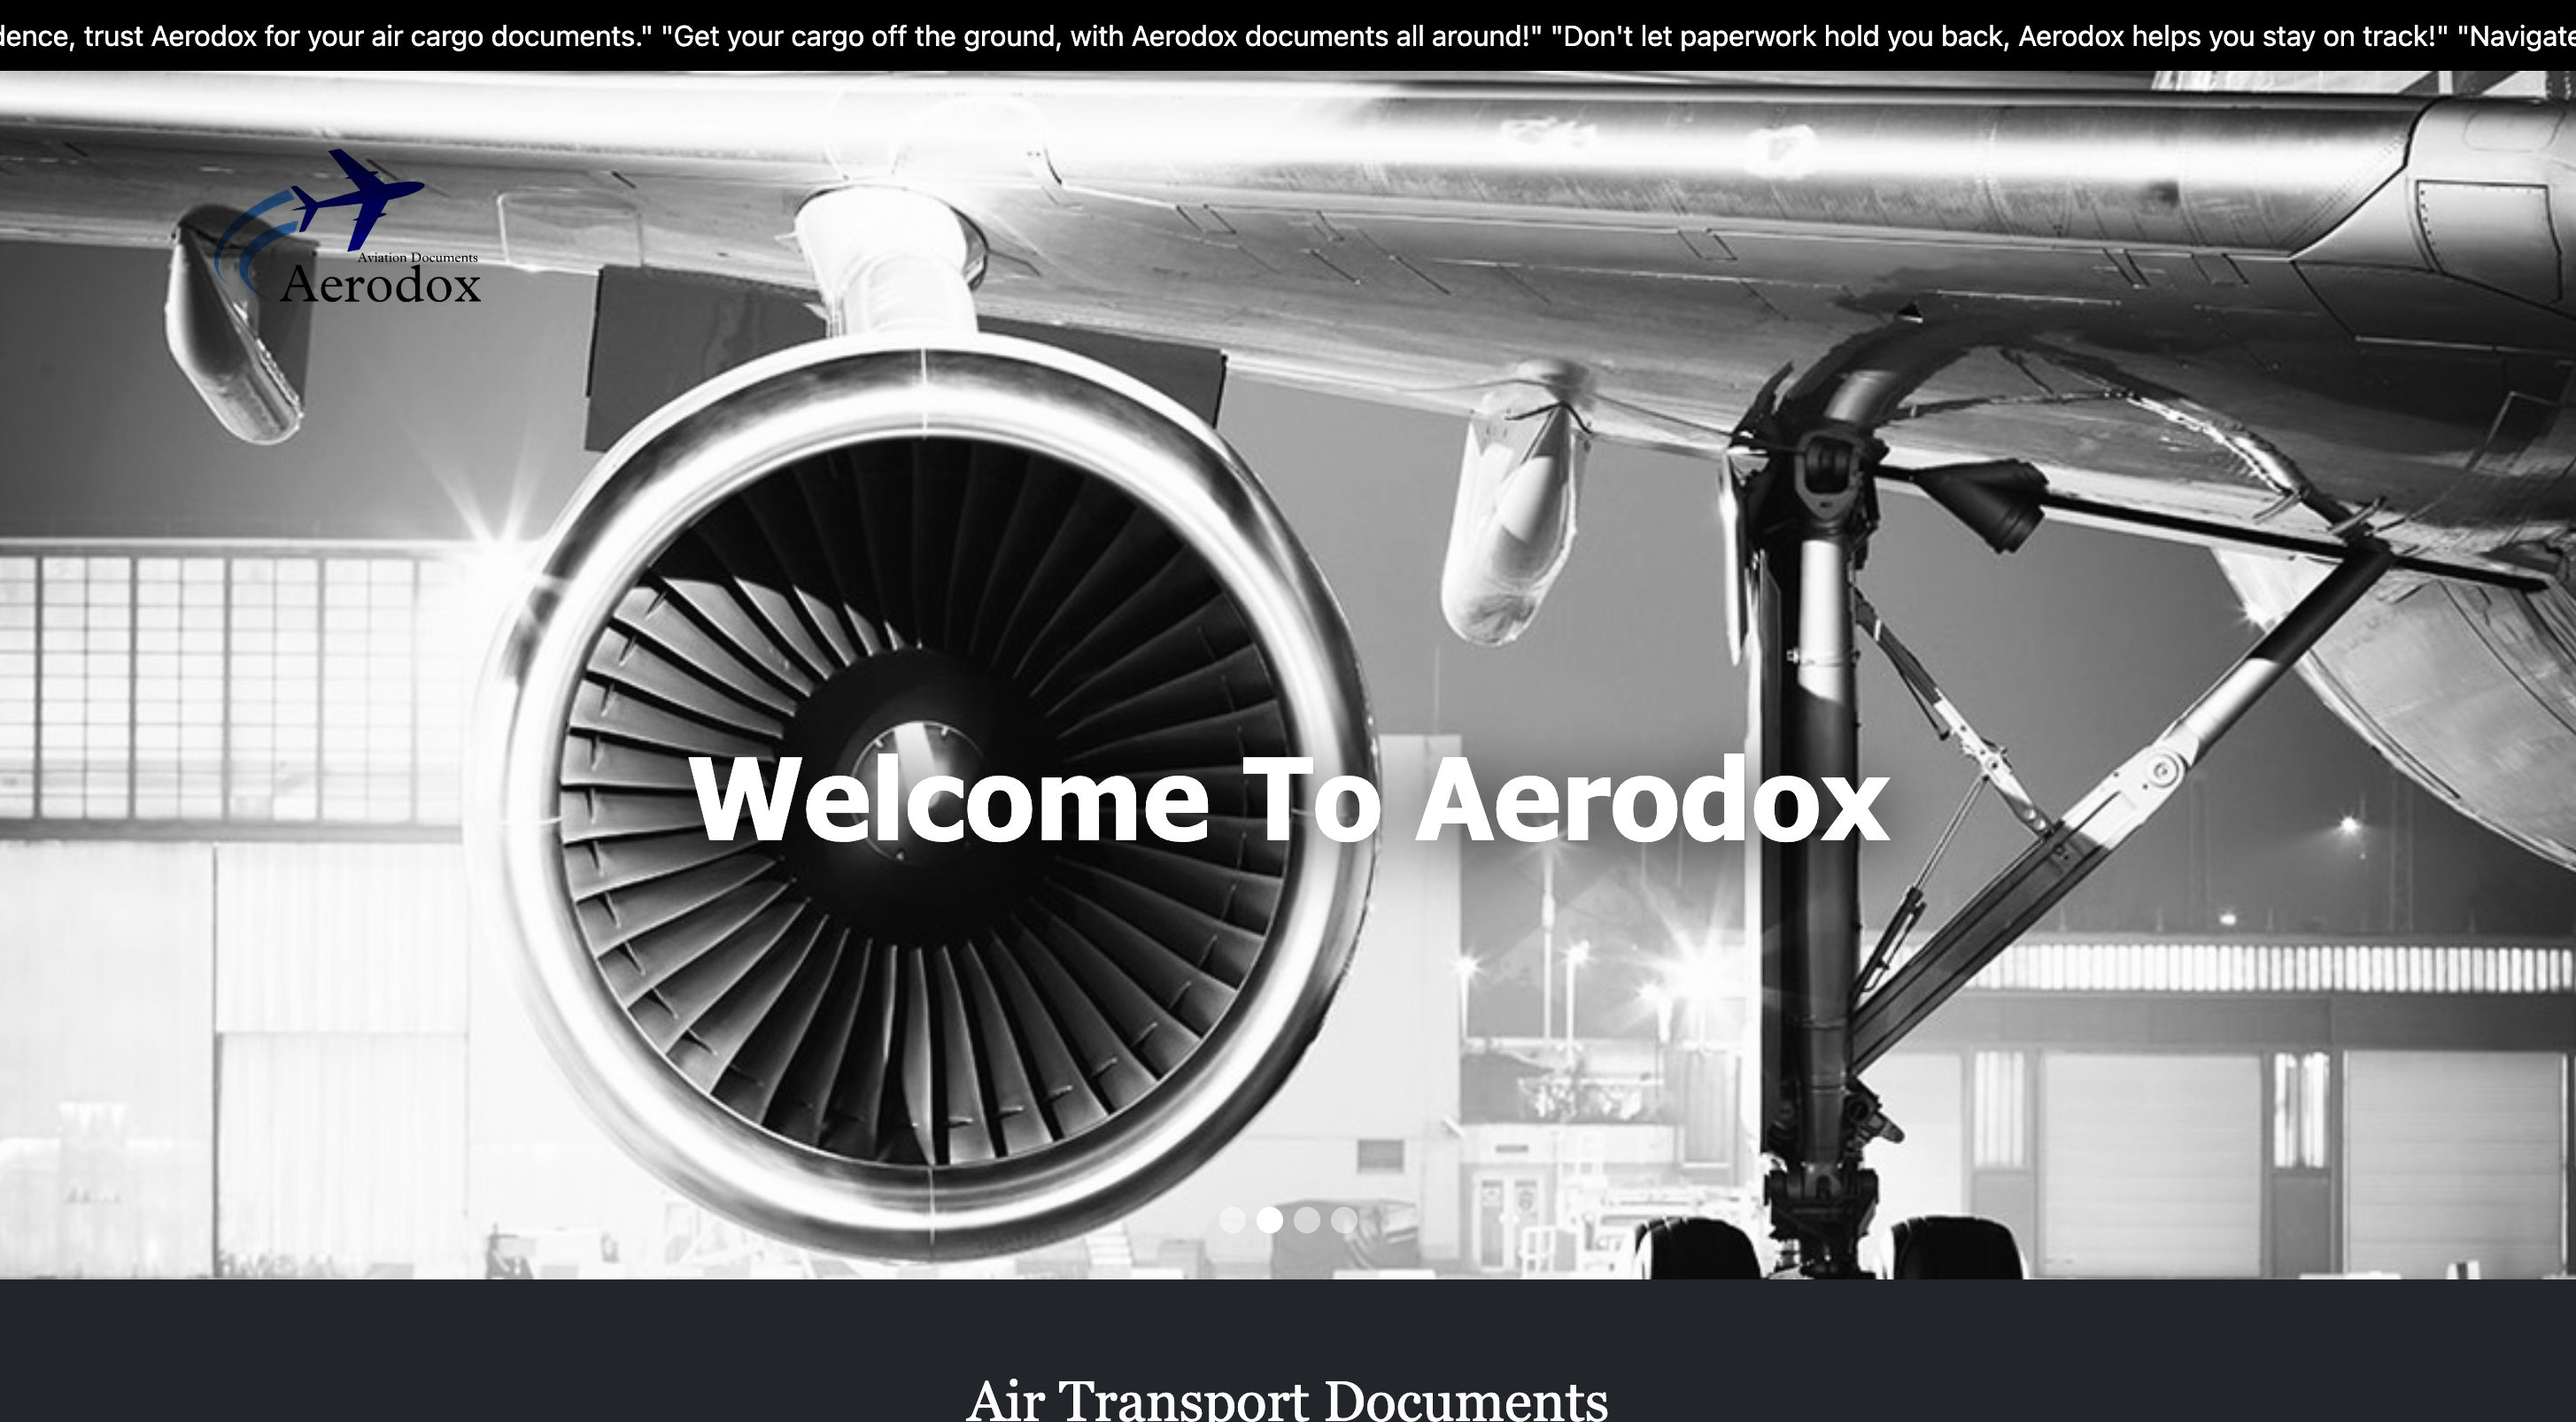 dence, trust Aerodox for your air cargo documents." "Get your cargo off the ground, with Aerodox documents all around!" "Don't let paperwork hold you back, Aerodox helps you stay on track!" "Navigate
Aviation Documents
Aerodox
Welcome To Aerodox
Air Transport Documents